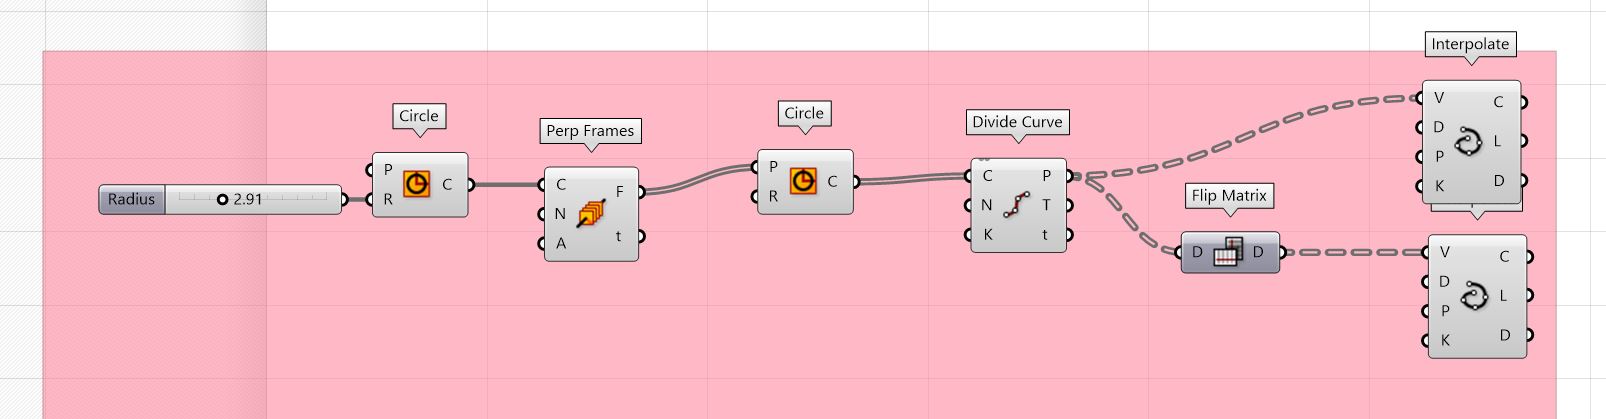 Interpolate
Circle
Circle
Divide Curve
Perp Frames
Radius 2.91
P
R
C
C
N
A
F
t
P
R
C
C
N
K
P
T
t
Flip Matrix
D D
V
D
P
K
C
L
D
V
D
P
K
C
L
D